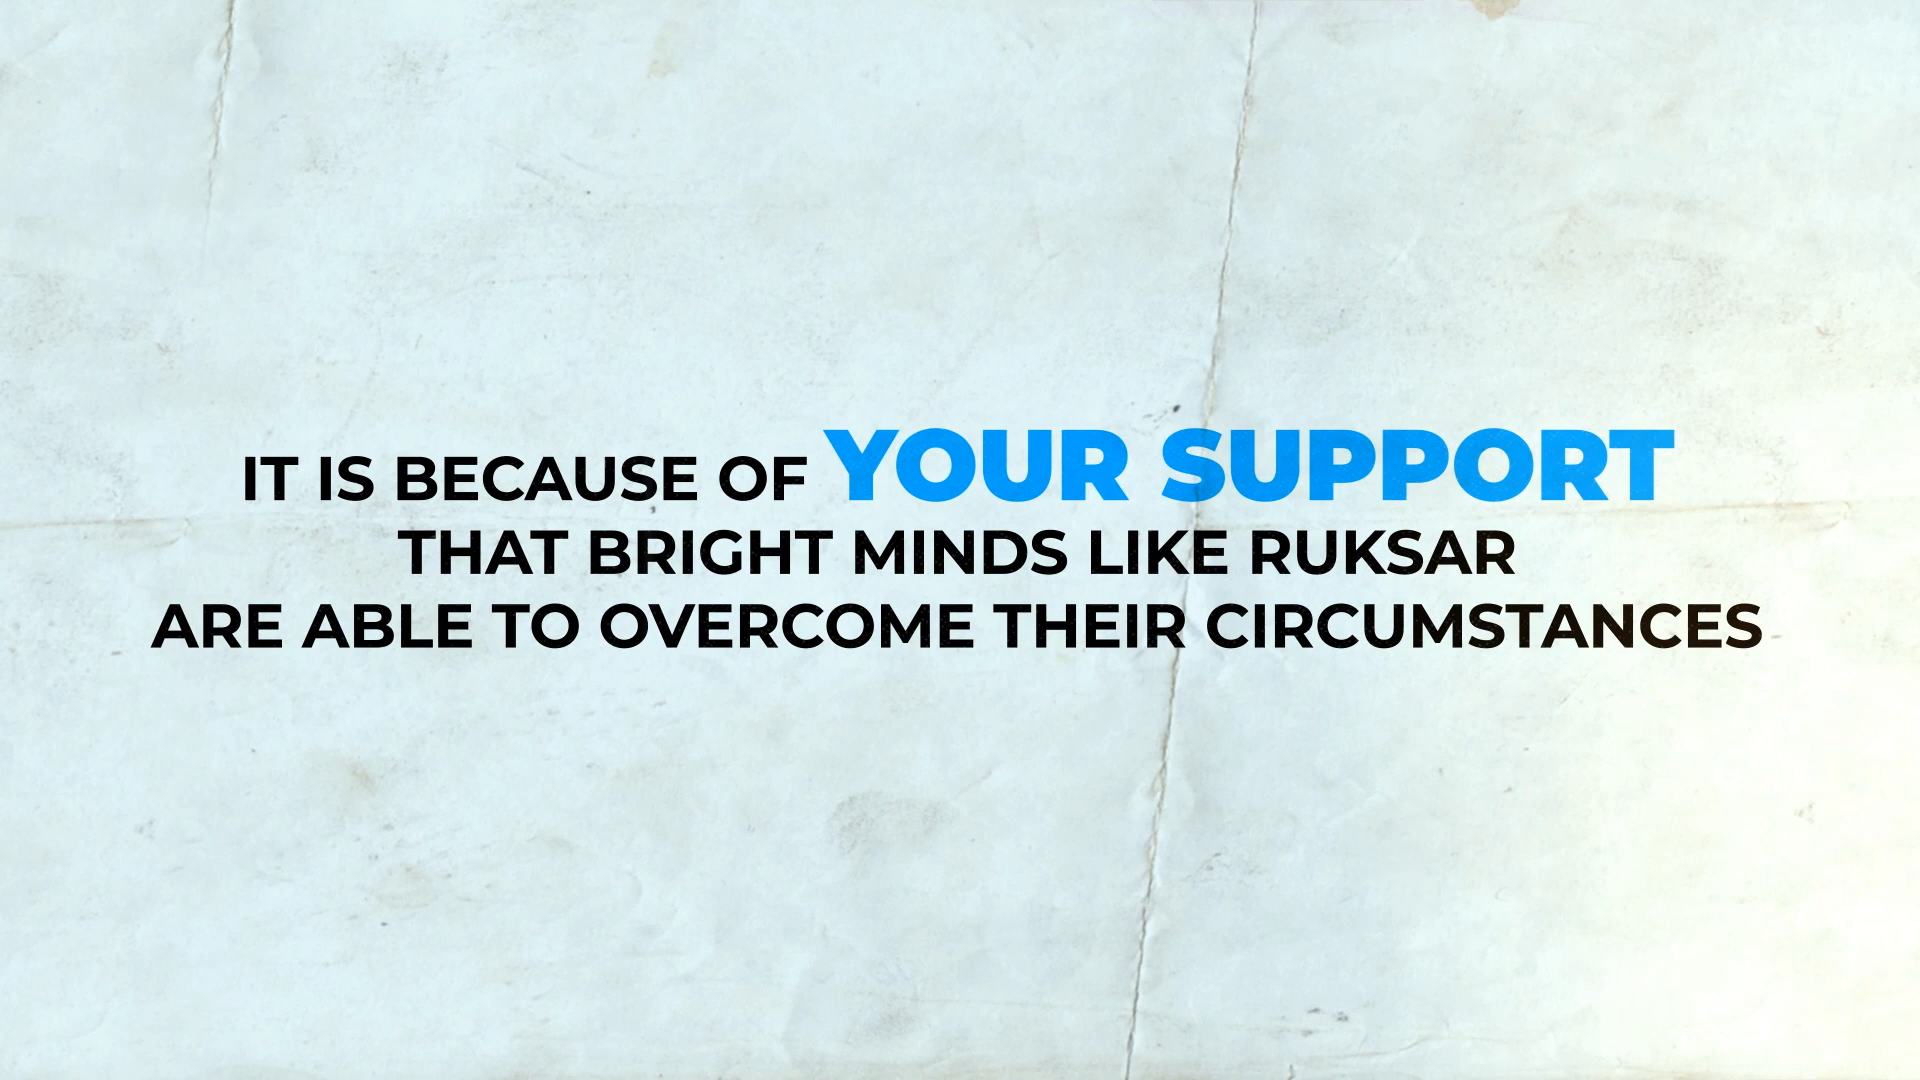 IT IS BECAUSE OF YOUR SUPPORT
THAT BRIGHT MINDS LIKE RUKSAR
ARE ABLE TO OVERCOME THEIR CIRCUMSTANCES